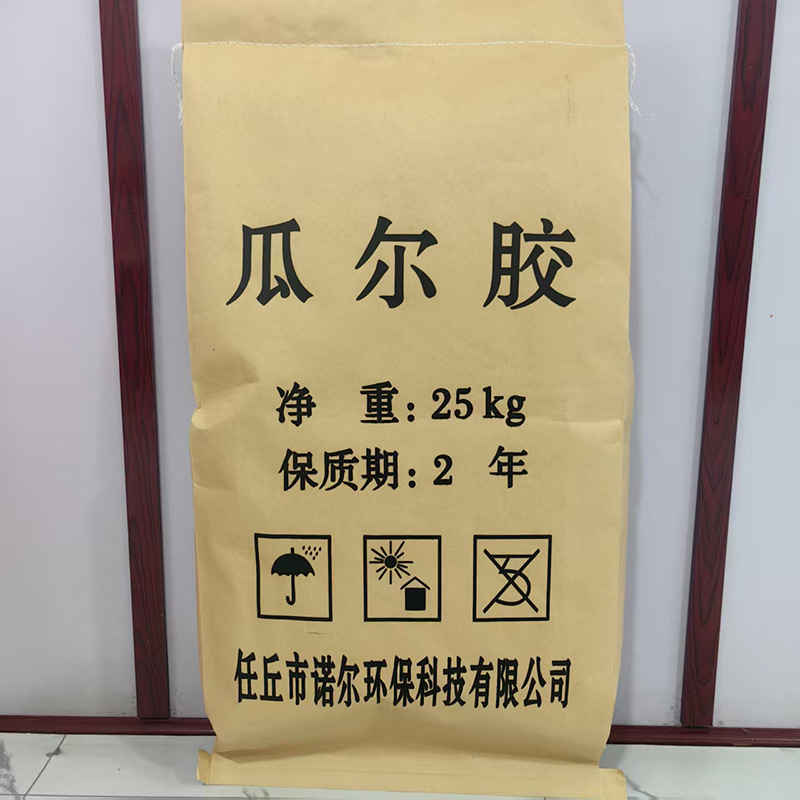 瓜尔胶
净 重: 25kg
保质期: 2 年
任丘市诺尔环保科技有限公司